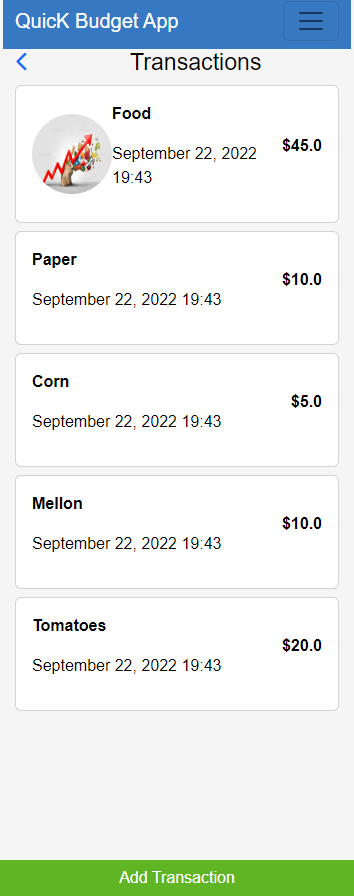 QuicK Budget App
Transactions
Food
September 22, 2022
19:43
$45.0
Paper
September 22, 2022 19:43
$10.0
Corn
September 22, 2022 19:43
$5.0
Mellon
September 22, 2022 19:43
$10.0
Tomatoes
September 22, 2022 19:43
$20.0
Add Transaction